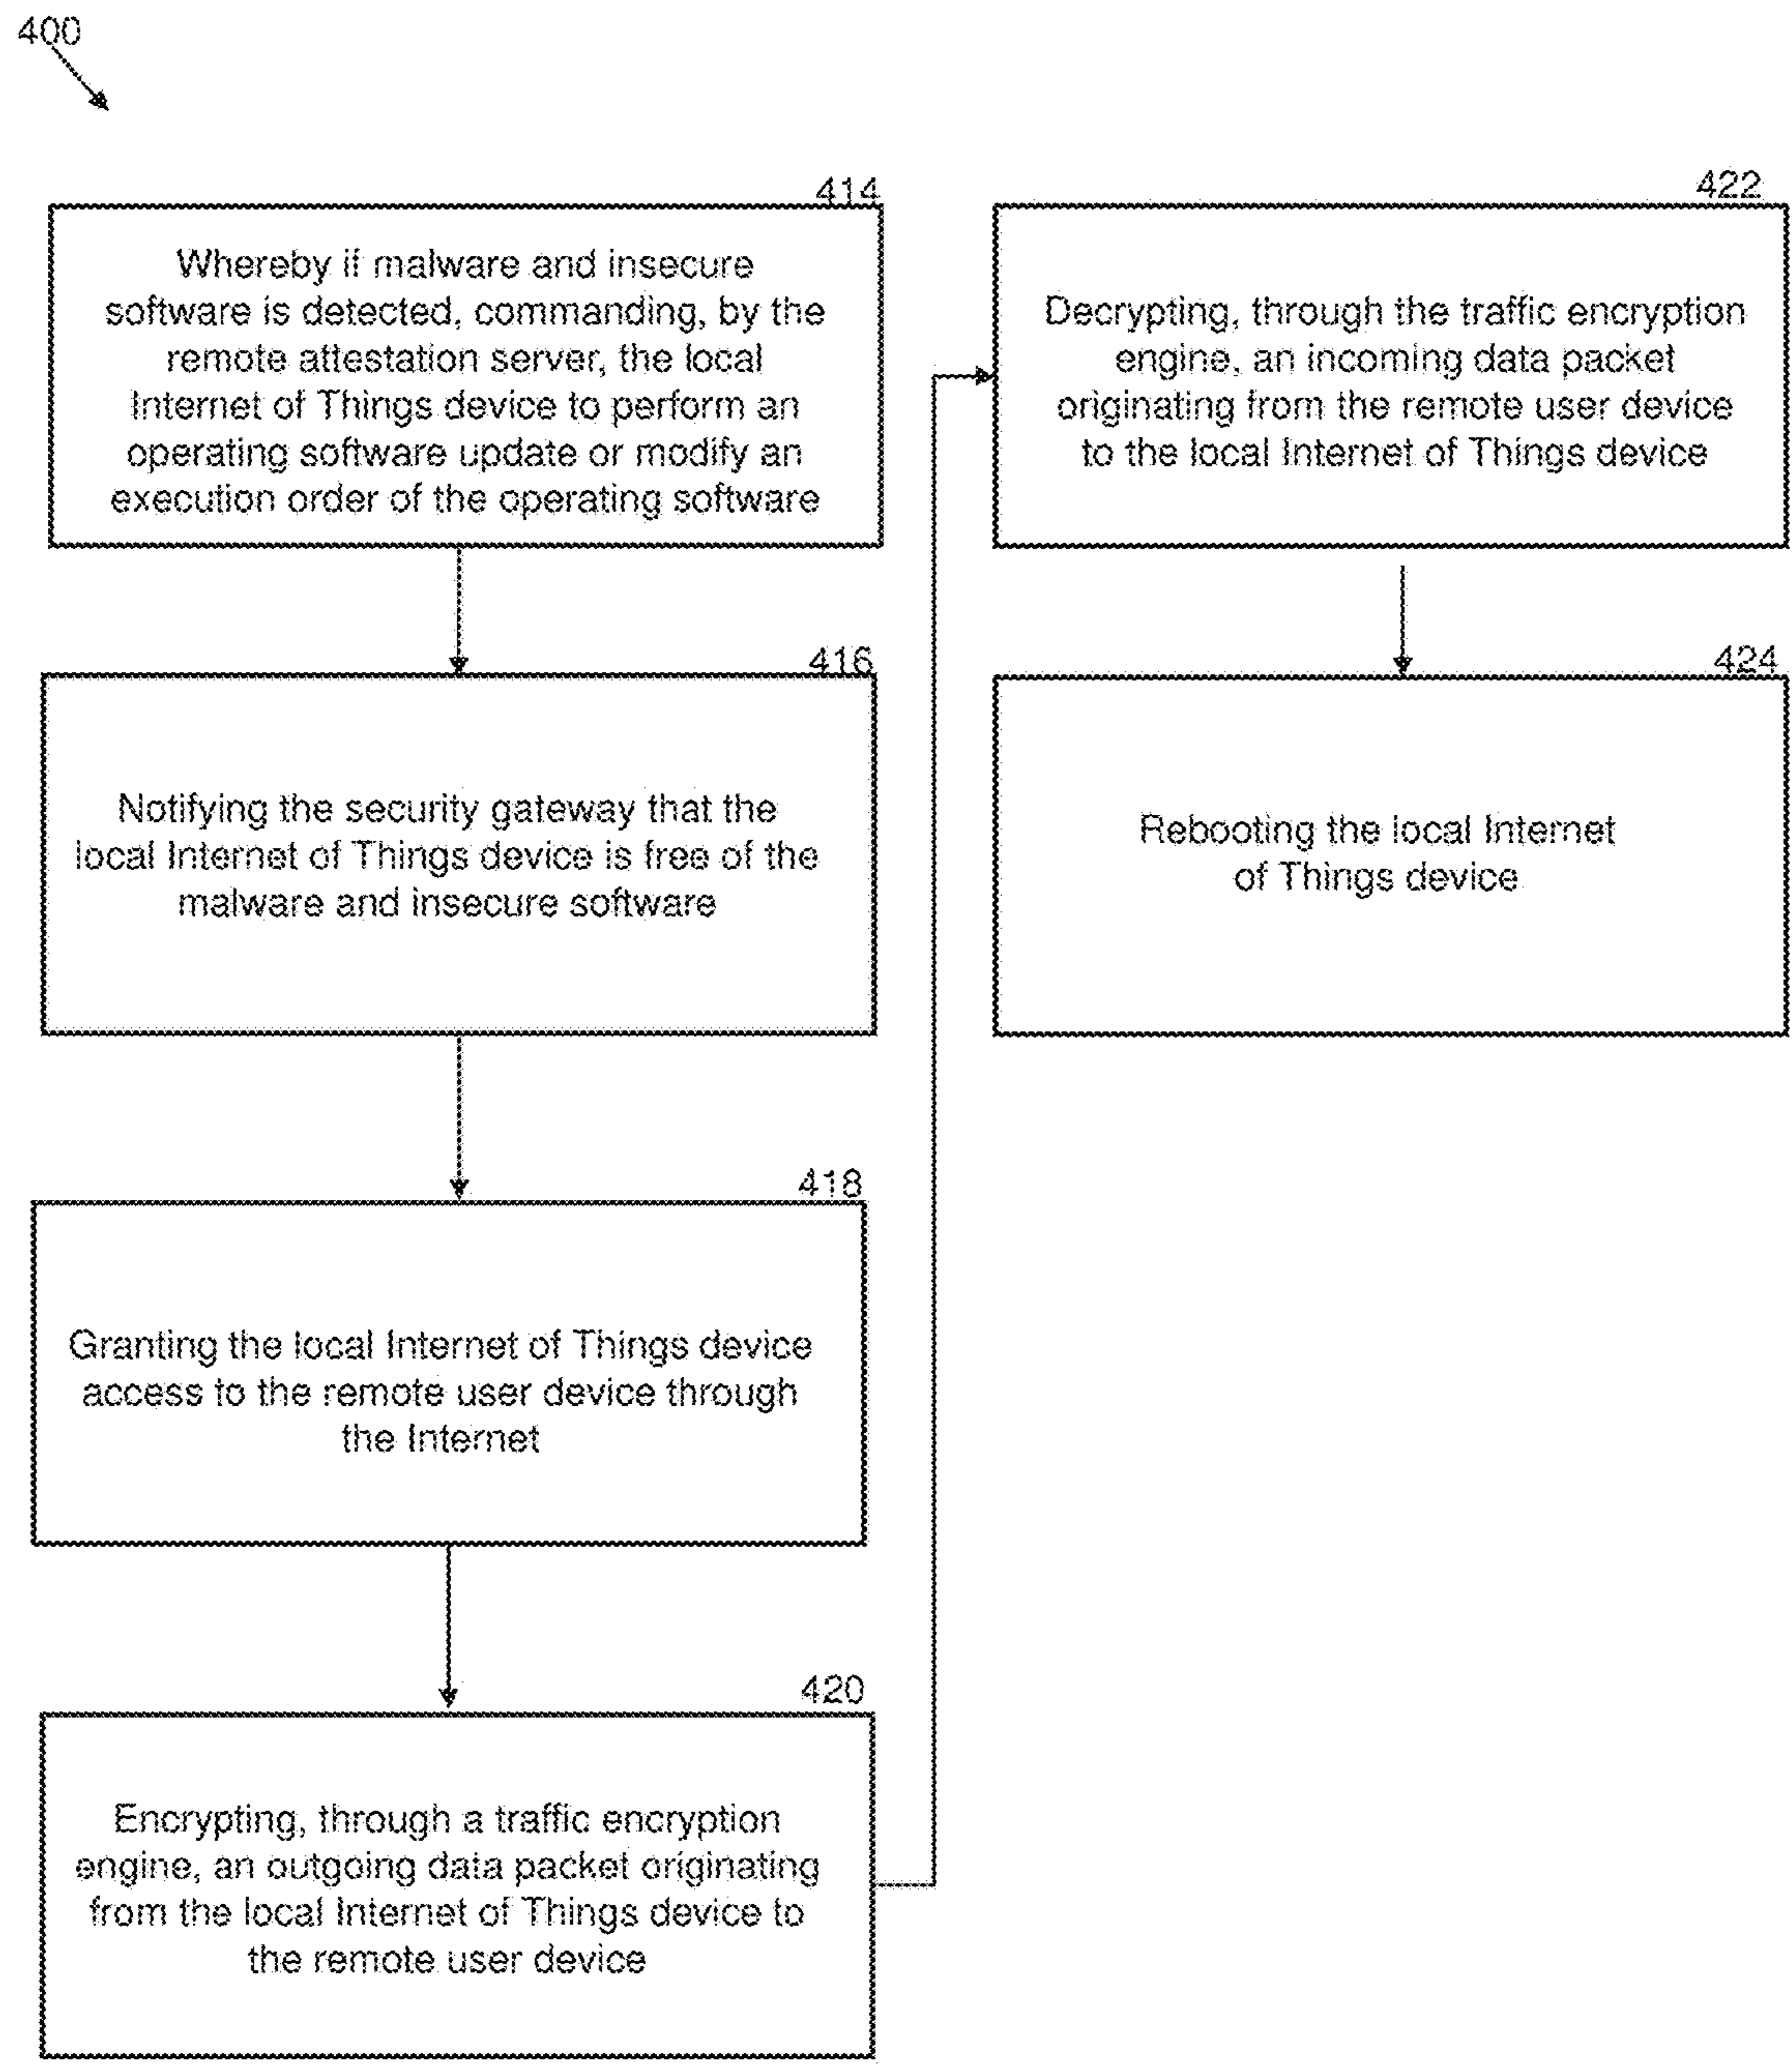 400
414
Whereby if malware and insecure
software is detected, commanding, by the
remote attestation server, the local
Internet of Things device to perform an
operating software update or modify an
execution order of the operating software
416
Notifying the security gateway that the
local Internet of Things device is free of the
malware and insecure software
418
Granting the local Internet of Things device
access to the remote user device through
the Internet
420
Encrypting, through a traffic encryption
engine, an outgoing data packet originating
from the local Internet of Things device to
the remote user device
422
Decrypting, through the traffic encryption
engine, an incoming data packet
originating from the remote user device
to the local Internet of Things device
424
Rebooting the local Internet
of Things device